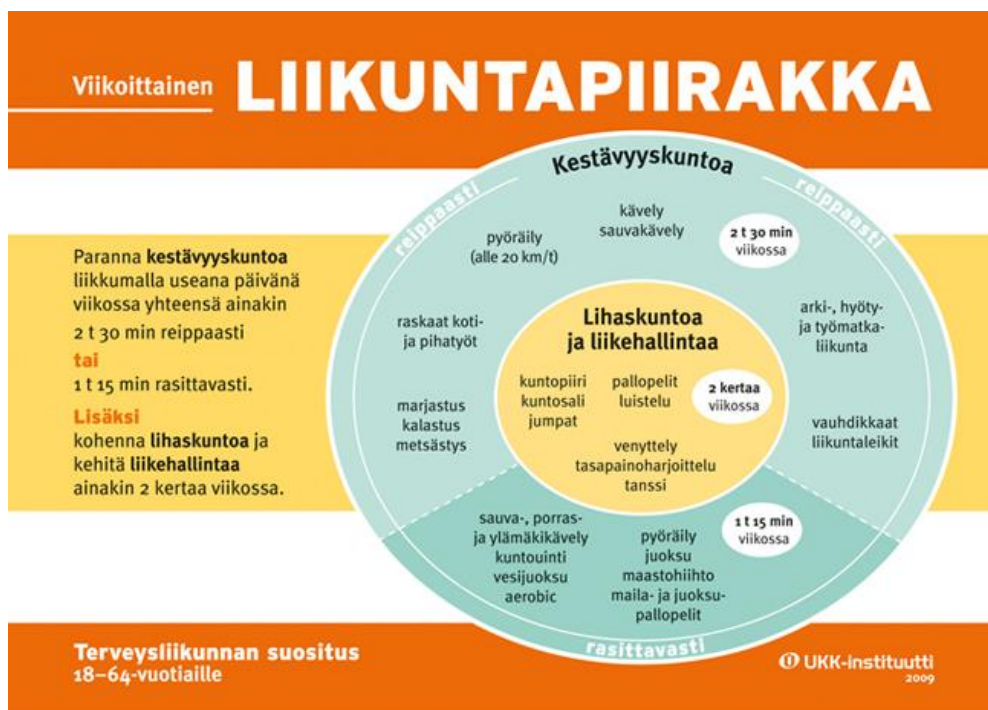 Viikoittainen LIIKUNTAPIIRAKKA
Paranna kestävyyskuntoa
liikkumalla useana päivänä
viikossa yhteensä ainakin
2 t 30 min reippaasti
tai
1 t 15 min rasittavasti.
Lisäksi
kohenna lihaskuntoa ja
kehitä liikehallintaa
ainakin 2 kertaa viikossa.
Kestävyyskuntoa
reippaasti
reippaasti
kävely
sauvakävely
2 t 30 min
viikossa
pyöräily
(alle 20 km/t)
raskaat koti-
ja pihatyöt
marjastus
kalastus
metsästys
arki-, hyöty-
ja työmatka-
liikunta
vauhdikkaat
liikuntaleikit
Lihaskuntoa
ja liikehallintaa
kuntopiiri
kuntosali
jumpat
pallopelit
luistelu
2 kertaa
viikossa
venyttely
tasapainoharjoittelu
tanssi
sauva-, porras-
ja ylämäkikävely
kuntouinti
vesijuoksu
aerobic
pyöräily
juoksu
maastohiihto
maila- ja juoksu-
pallopelit
1 t 15 min
viikossa
rasittavasti
Terveysliikunnan suositus
18–64-vuotiaille
UKK-instituutti
2009